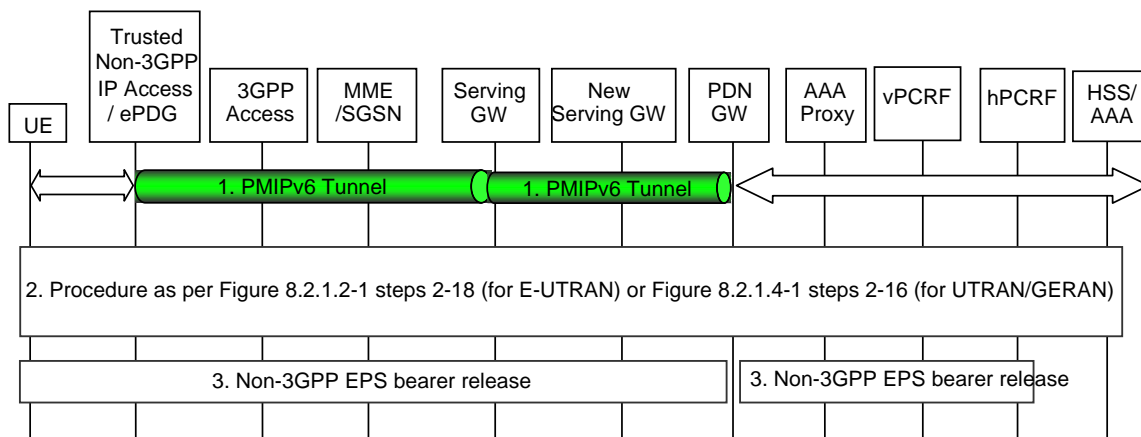 UE
Trusted
Non-3GPP
IP Access
/ ePDG
3GPP
Access
MME
/SGSN
Serving
GW
New
Serving GW
PDN
GW
AAA
Proxy
vPCRF
hPCRF
HSS/
AAA
1. PMIPv6 Tunnel
1. PMIPv6 Tunnel
2. Procedure as per Figure 8.2.1.2-1 steps 2-18 (for E-UTRAN) or Figure 8.2.1.4-1 steps 2-16 (for UTRAN/GERAN)
3. Non-3GPP EPS bearer release
3. Non-3GPP EPS bearer release